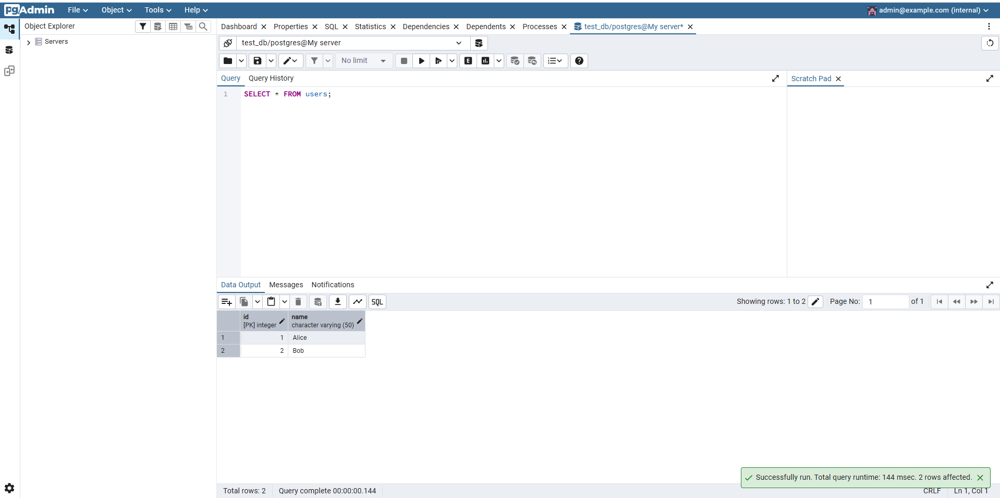 pgAdmin File Object Tools Help admin@example.com (internal)
Object Explorer
Servers
Dashboard Properties SQL Statistics Dependencies Dependents Processes test_db/postgres@My server*
test_db/postgres@My server
No limit E
Query Query History
Scratch Pad
1 SELECT * FROM users;
Data Output Messages Notifications
SQL Showing rows: 1 to 2 Page No: 1 of 1
id name
[PK] integer character varying (50)
1 1 Alice
2 2 Bob
Successfully run. Total query runtime: 144 msec. 2 rows affected.
Total rows: 2 Query complete 00:00:00.144 CRLF Ln 1, Col 1